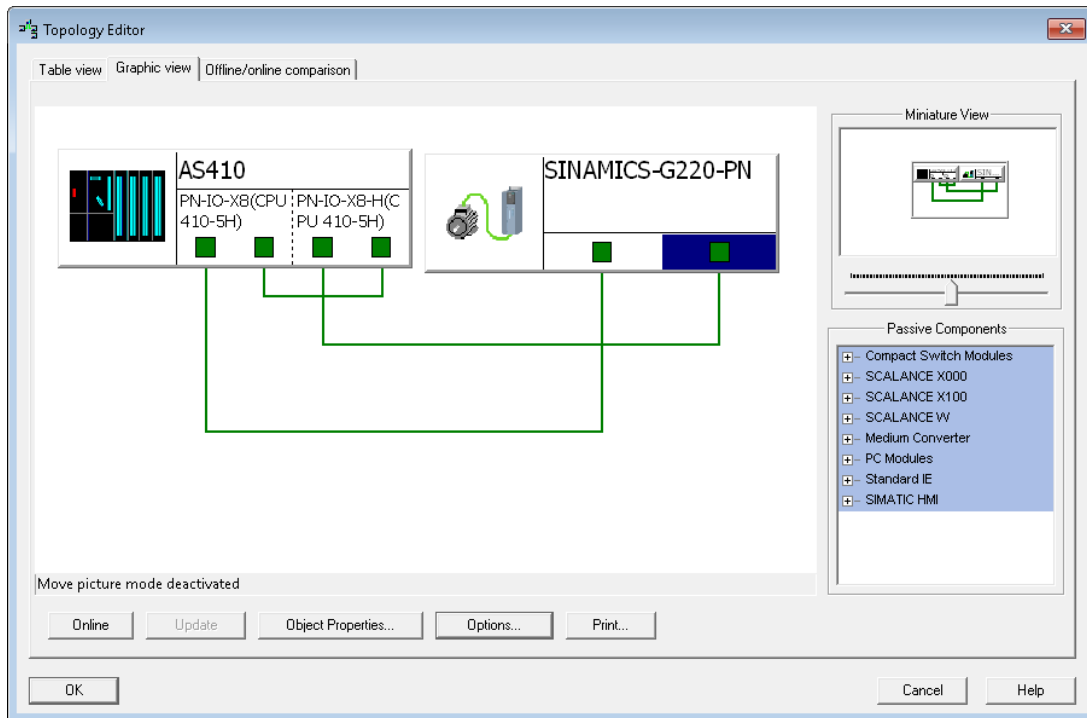 Topology Editor
Table view
Graphic view
Offline/online comparison
AS410
PN-IO-X8(CPU
410-5H)
PN-IO-X8-H(C
PU 410-5H)
SINAMICS-G220-PN
Miniature View
SIN...
Passive Components
Compact Switch Modules
SCALANCE X000
SCALANCE X100
SCALANCE W
Medium Converter
PC Modules
Standard IE
SIMATIC HMI
Move picture mode deactivated
Online
Update
Object Properties...
Options...
Print...
OK
Cancel
Help